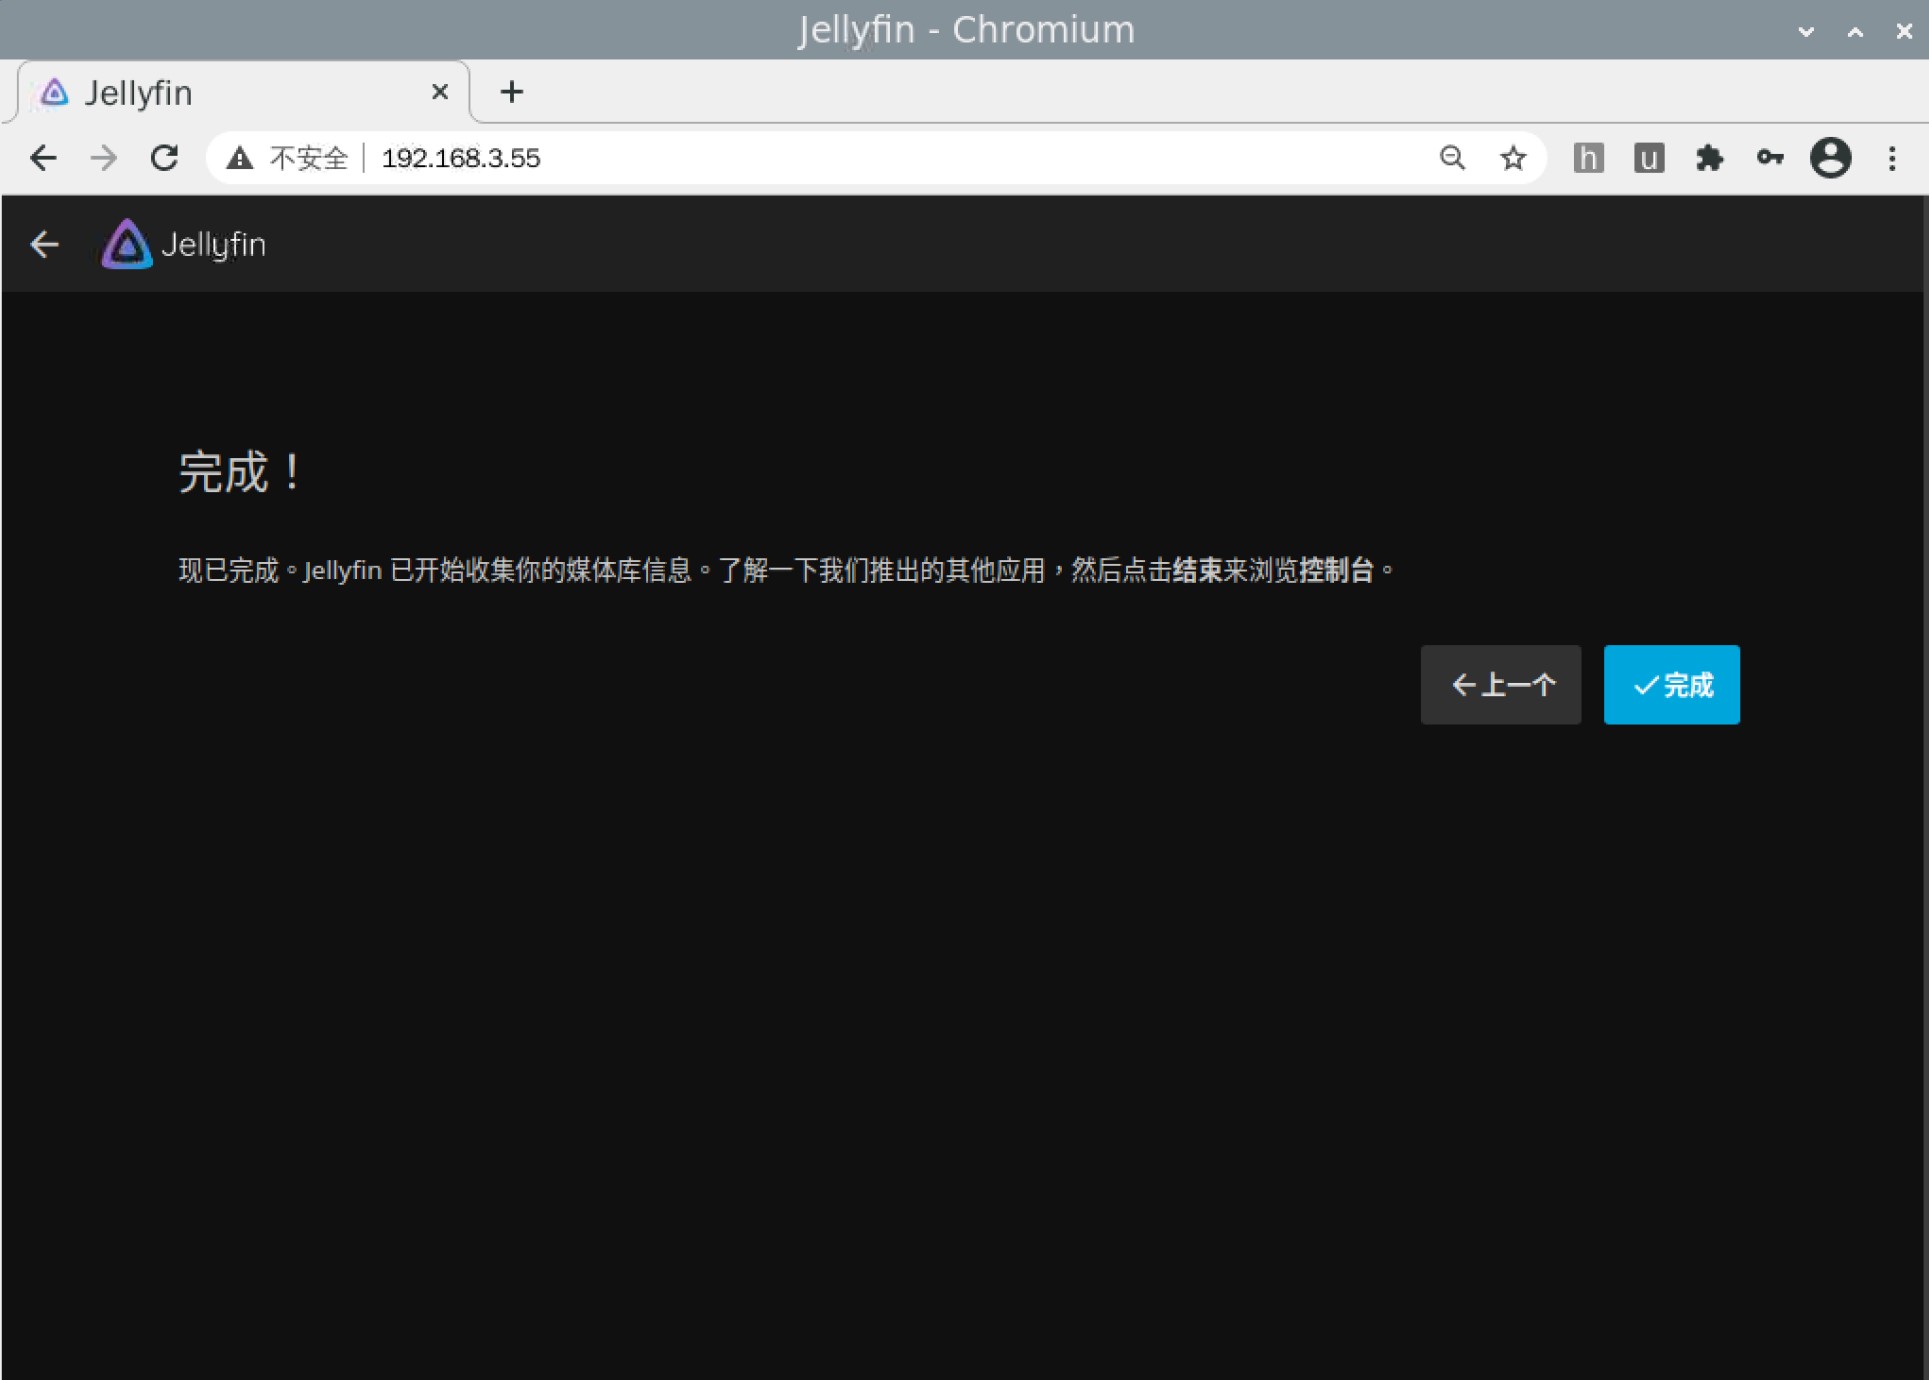 Jellyfin - Chromium
Jellyfin
不安全 192.168.3.55
h u
Jellyfin
完成！
现已完成。Jellyfin 已开始收集你的媒体库信息。了解一下我们推出的其他应用，然后点击结束来浏览控制台。
上一个 完成